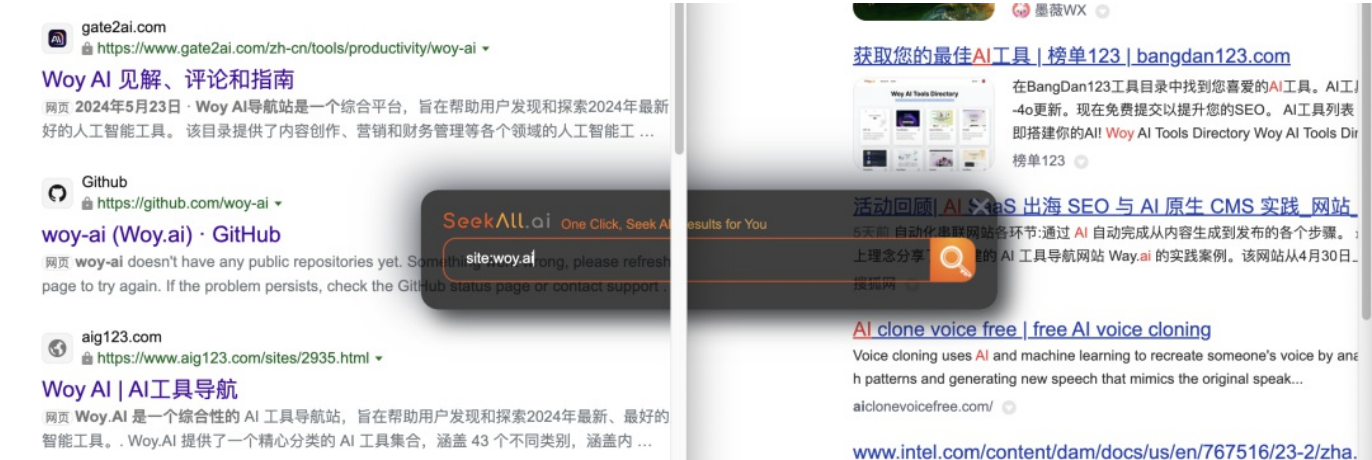 gate2ai.com
https://www.gate2ai.com/zh-cn/tools/productivity/woy-ai
Woy AI 见解、评论和指南
网页 2024年5月23日 · Woy AI导航站是一个综合平台，旨在帮助用户发现和探索2024年最新
好的人工智能工具。 该目录提供了内容创作、营销和财务管理等各个领域的人工智能工 …
Github
https://github.com/woy-ai
woy-ai (Woy.ai) · GitHub
网页 woy-ai doesn't have any public repositories yet. Something went wrong, please refresh
page to try again. If the problem persists, check the GitHub status page or contact support .
aig123.com
https://www.aig123.com/sites/2935.html
Woy AI | AI工具导航
网页 Woy.AI 是一个综合性的 AI 工具导航站，旨在帮助用户发现和探索2024年最新、最好的
智能工具。. Woy.AI 提供了一个精心分类的 AI 工具集合，涵盖 43 个不同类别，涵盖内 …
SeekAll.ai One Click, Seek All Results for You
site:woy.ai
墨薇WX
获取您的最佳AI工具 | 榜单123 | bangdan123.com
Woy AI Tools Directory
在BangDan123工具目录中找到您喜爱的AI工具。AI工
-4o更新。现在免费提交以提升您的SEO。 AI工具列表
即搭建你的AI! Woy AI Tools Directory Woy AI Tools Dir
榜单123
活动回顾| AI SaaS 出海 SEO 与 AI 原生 CMS 实践_网站_
5天前 自动化串联网站各环节:通过 AI 自动完成从内容生成到发布的各个步骤。
上理念分享了 建的 AI 工具导航网站 Way.ai 的实践案例。该网站从4月30日
搜狐网
AI clone voice free | free AI voice cloning
Voice cloning uses AI and machine learning to recreate someone's voice by ana
h patterns and generating new speech that mimics the original speak...
aiclonevoicefree.com/
www.intel.com/content/dam/docs/us/en/767516/23-2/zha.